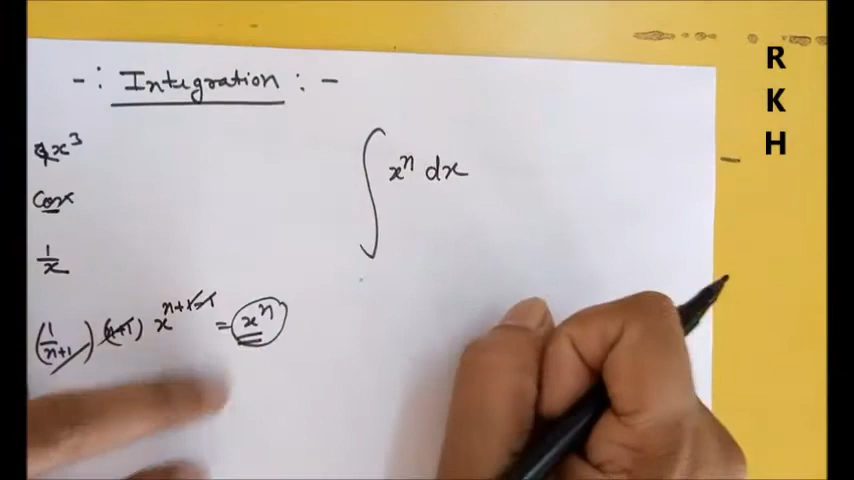 -: Integration :-
4x³
Cosx
1/x
∫ xⁿ dx
(1/n+1) (n+1) x^(n+1-1) = xⁿ
R
K
H